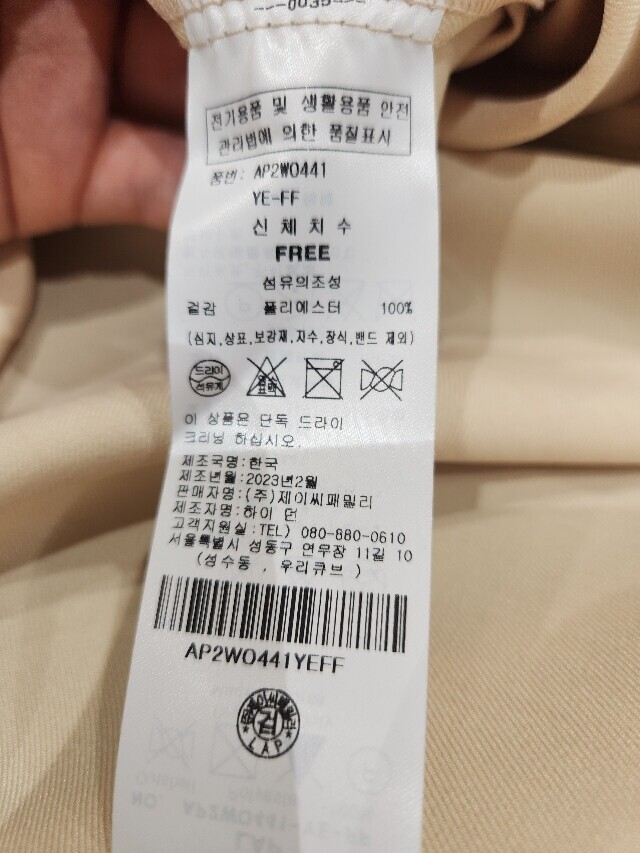 ---0035---
전기용품 및 생활용품 안전
관리법에 의한 품질표시
품번: AP2WO441
YE-FF
신 체 치 수
FREE
섬유의조성
겉감 폴리에스터 100%
(심지,상표,보강재,자수,장식,밴드 제외)
드라이
석유계
표백
이 상품은 단독 드라이
크리닝 하십시오.
제조국명:한국
제조년월:2023년2월
판매자명:(주)제이씨패밀리
제조자명:하이 던
고객지원실:TEL) 080-880-0610
서울특별시 성동구 연무장 11길 10
(성수동 , 우리큐브 )
AP2WO441YEFF
LAP